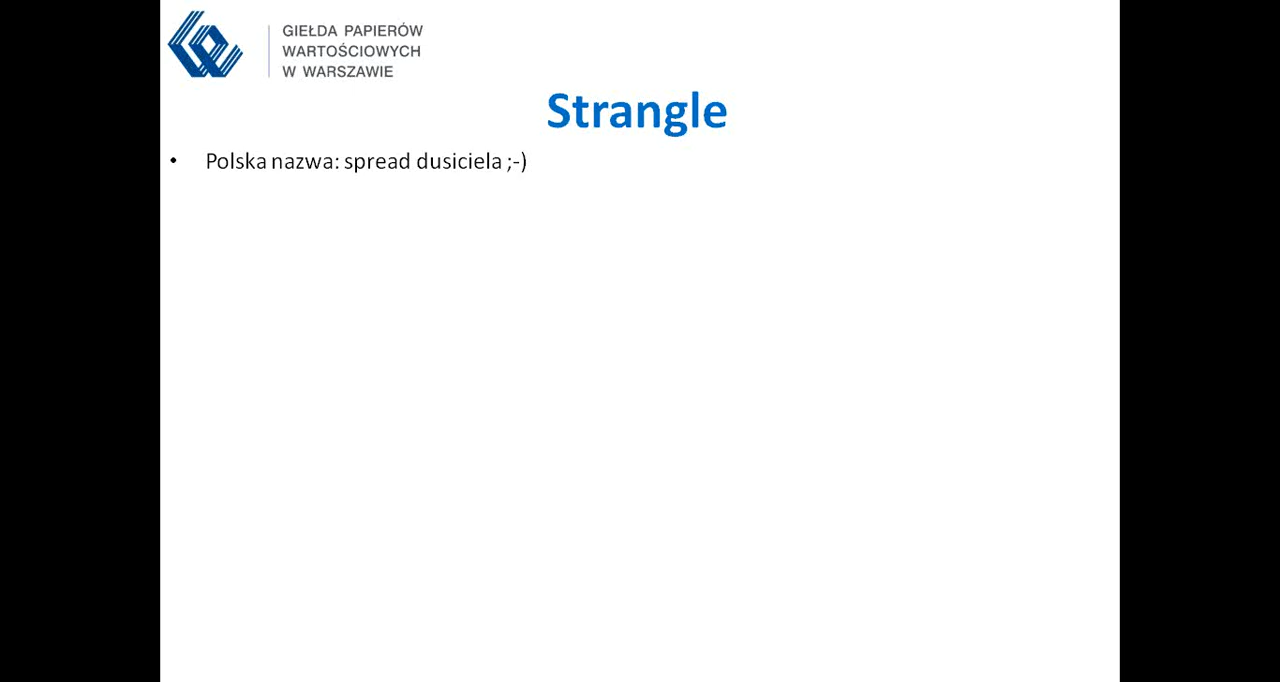 GIEŁDA PAPIERÓW
WARTOŚCIOWYCH
W WARSZAWIE
Strangle
• Polska nazwa: spread dusiciela ;-)